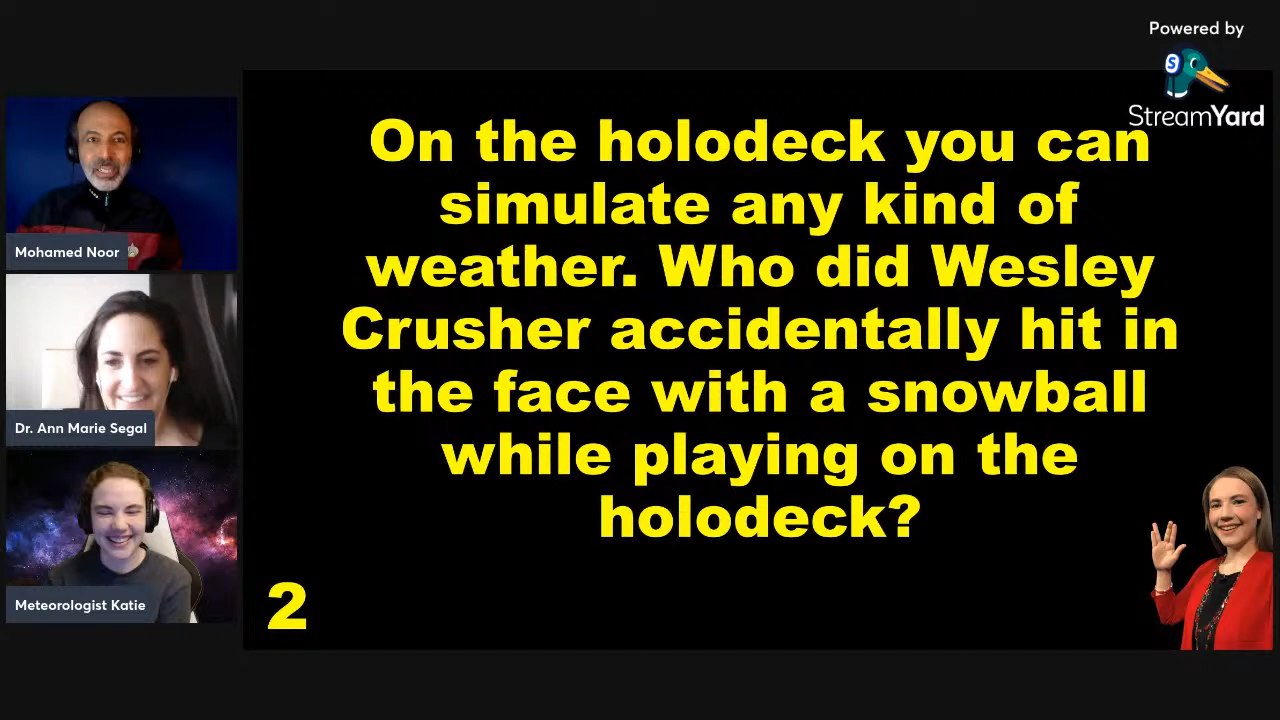 Powered by
S
StreamYard
On the holodeck you can
simulate any kind of
weather. Who did Wesley
Crusher accidentally hit in
the face with a snowball
while playing on the
holodeck?
2
Mohamed Noor
Dr. Ann Marie Segal
Meteorologist Katie